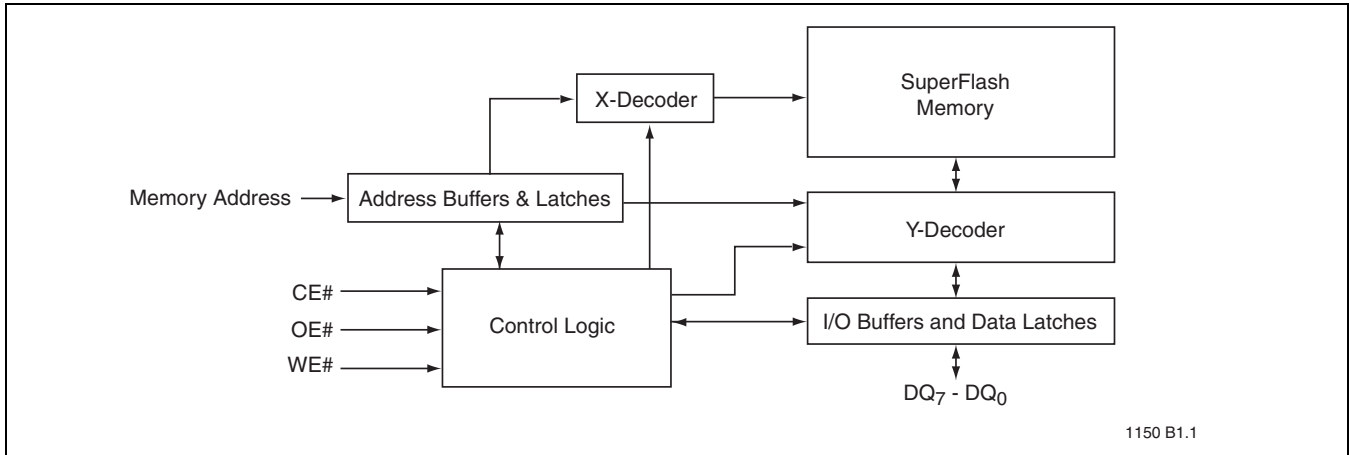 SuperFlash
Memory
X-Decoder
Memory Address
Address Buffers & Latches
Y-Decoder
CE#
OE#
WE#
Control Logic
I/O Buffers and Data Latches
DQ7 - DQ0
1150 B1.1